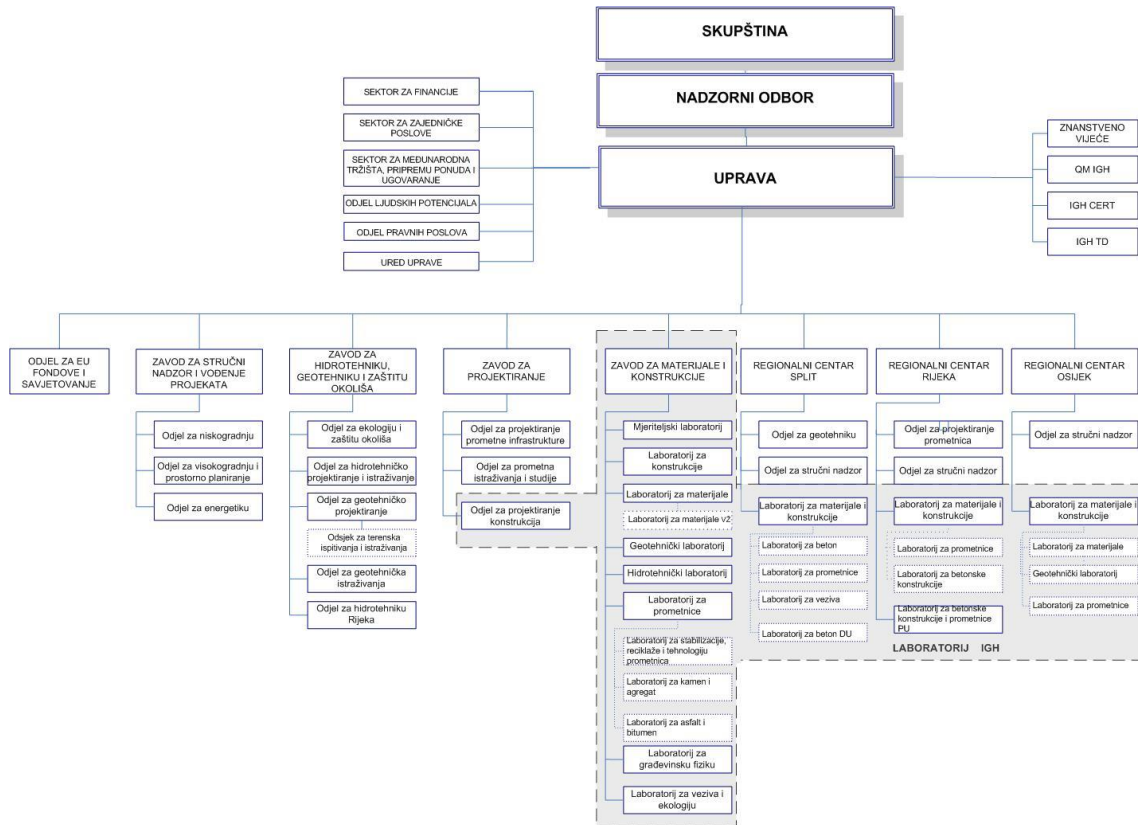 SKUPŠTINA
NADZORNI ODBOR
UPRAVA
SEKTOR ZA FINANCIJE
SEKTOR ZA ZAJEDNIČKE
POSLOVE
SEKTOR ZA MEĐUNARODNA
TRŽIŠTA, PRIPREMU PONUDA I
UGOVARANJE
ODJEL LJUDSKIH POTENCIJALA
ODJEL PRAVNIH POSLOVA
URED UPRAVE
ZNANSTVENO
VIJEĆE
QM IGH
IGH CERT
IGH TD
ODJEL ZA EU
FONDOVE I
SAVJETOVANJE
ZAVOD ZA STRUČNI
NADZOR I VOĐENJE
PROJEKATA
Odjel za niskogradnju
Odjel za visokogradnju i
prostorno planiranje
Odjel za energetiku
ZAVOD ZA
HIDROTEHNIKU,
GEOTEHNIKU I ZAŠTITU
OKOLIŠA
Odjel za ekologiju i
zaštitu okoliša
Odjel za hidrotehničko
projektiranje i istraživanje
Odjel za geotehničko
projektiranje
Odsjek za terenska
ispitivanja i istraživanja
Odjel za geotehnička
istraživanja
Odjel za hidrotehniku
Rijeka
ZAVOD ZA
PROJEKTIRANJE
Odjel za projektiranje
prometne infrastrukture
Odjel za prometna
istraživanja i studije
Odjel za projektiranje
konstrukcija
ZAVOD ZA MATERIJALE I
KONSTRUKCIJE
Mjeriteljski laboratorij
Laboratorij za
konstrukcije
Laboratorij za materijale
Laboratorij za materijale vž
Geotehnički laboratorij
Hidrotehnički laboratorij
Laboratorij za
prometnice
Laboratorij za stabilizacije,
reciklaže i tehnologiju
prometnica
Laboratorij za kamen i
agregat
Laboratorij za asfalt i
bitumen
Laboratorij za
građevinsku fiziku
Laboratorij za veziva i
ekologiju
REGIONALNI CENTAR
SPLIT
Odjel za geotehniku
Odjel za stručni nadzor
Laboratorij za materijale i
konstrukcije
Laboratorij za beton
Laboratorij za prometnice
Laboratorij za veziva
Laboratorij za beton DU
REGIONALNI CENTAR
RIJEKA
Odjel za projektiranje
prometnica
Odjel za stručni nadzor
Laboratorij za materijale i
konstrukcije
Laboratorij za prometnice
Laboratorij za betonske
konstrukcije
Laboratorij za betonske
konstrukcije i prometnice
PU
REGIONALNI CENTAR
OSIJEK
Odjel za stručni nadzor
Laboratorij za materijale i
konstrukcije
Laboratorij za materijale
Geotehnički laboratorij
Laboratorij za prometnice
LABORATORIJ IGH